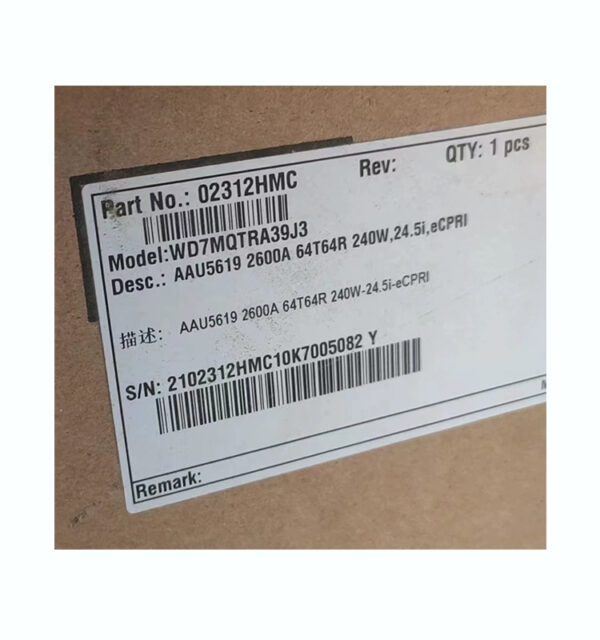 Part No.: 02312HMC Rev: QTY: 1 pcs
Model:WD7MQTRA39J3
Desc.: AAU5619 2600A 64T64R 240W,24.5i,eCPRI
描述: AAU5619 2600A 64T64R 240W-24.5i-eCPRI
S/N: 2102312HMC10K7005082 Y
Remark: